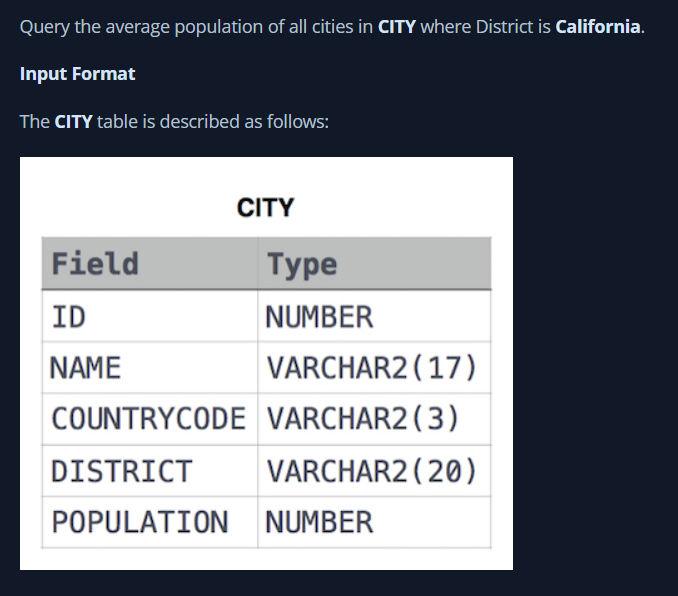 Query the average population of all cities in CITY where District is California.
Input Format
The CITY table is described as follows:
CITY
Field Type
ID NUMBER
NAME VARCHAR2(17)
COUNTRYCODE VARCHAR2(3)
DISTRICT VARCHAR2(20)
POPULATION NUMBER